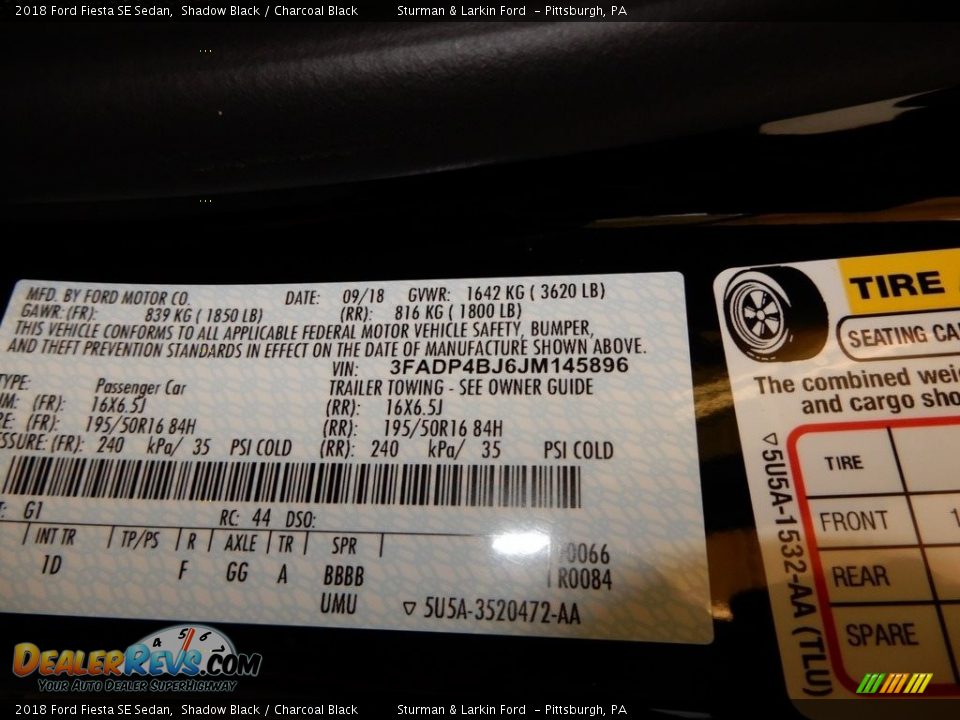 2018 Ford Fiesta SE Sedan, Shadow Black / Charcoal Black Sturman & Larkin Ford - Pittsburgh, PA
MFD. BY FORD MOTOR CO. DATE: 09/18 GVWR: 1642 KG ( 3620 LB)
GAWR: (FR): 839 KG ( 1850 LB) (RR): 816 KG ( 1800 LB)
THIS VEHICLE CONFORMS TO ALL APPLICABLE FEDERAL MOTOR VEHICLE SAFETY, BUMPER,
AND THEFT PREVENTION STANDARDS IN EFFECT ON THE DATE OF MANUFACTURE SHOWN ABOVE.
VIN: 3FADP4BJ6JM145896
TYPE: Passenger Car TRAILER TOWING - SEE OWNER GUIDE
(FR): 16X6.5J (RR): 16X6.5J
(FR): 195/50R16 84H (RR): 195/50R16 84H
SSURE: (FR): 240 kPa/ 35 PSI COLD (RR): 240 kPa/ 35 PSI COLD
G1
RC: 44 DSO:
INT TR TP/PS R AXLE TR SPR
1D F GG A BBBB
0066
R0084
UMU ▽ 5U5A-3520472-AA
TIRE
SEATING CA
The combined wei
and cargo sho
TIRE
FRONT 1
REAR
SPARE
▽5U5A-1532-AA (TLU)
4 5 6
DEALERREVS.COM
YOUR AUTO DEALER SUPERHIGHWAY
2018 Ford Fiesta SE Sedan, Shadow Black / Charcoal Black Sturman & Larkin Ford - Pittsburgh, PA